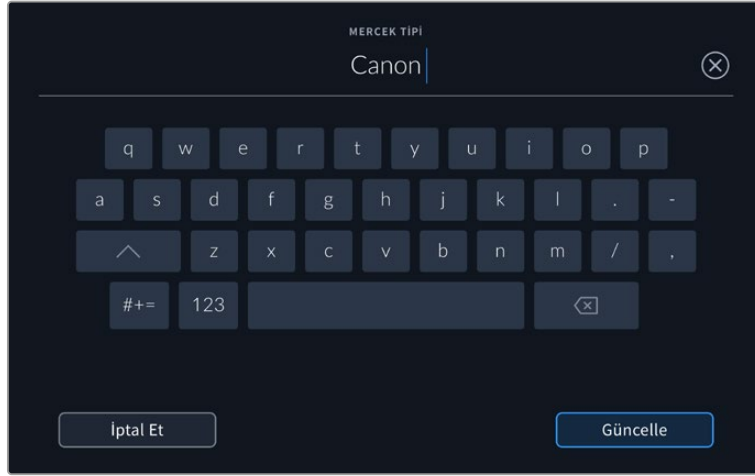 MERCEK TİPİ
Canon
q w e r t y u i o p
a s d f g h j k l . -
z x c v b n m / ,
#+= 123
İptal Et Güncelle